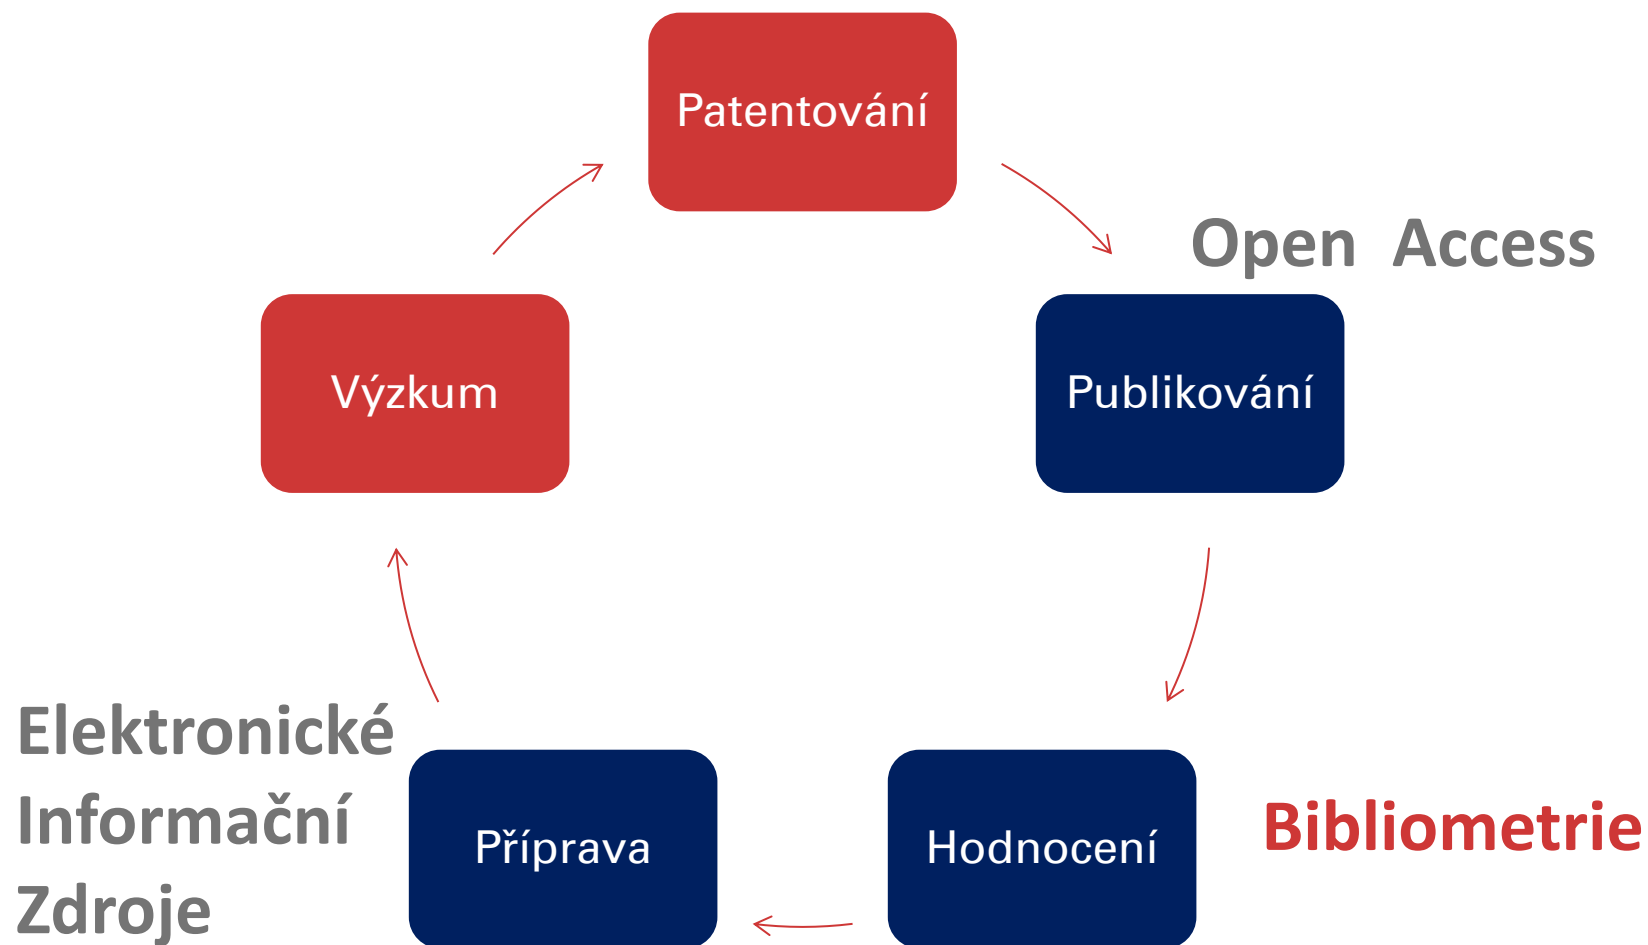 Patentování
Open Access
Výzkum
Publikování
Elektronické
Informační
Zdroje
Příprava
Hodnocení
Bibliometrie